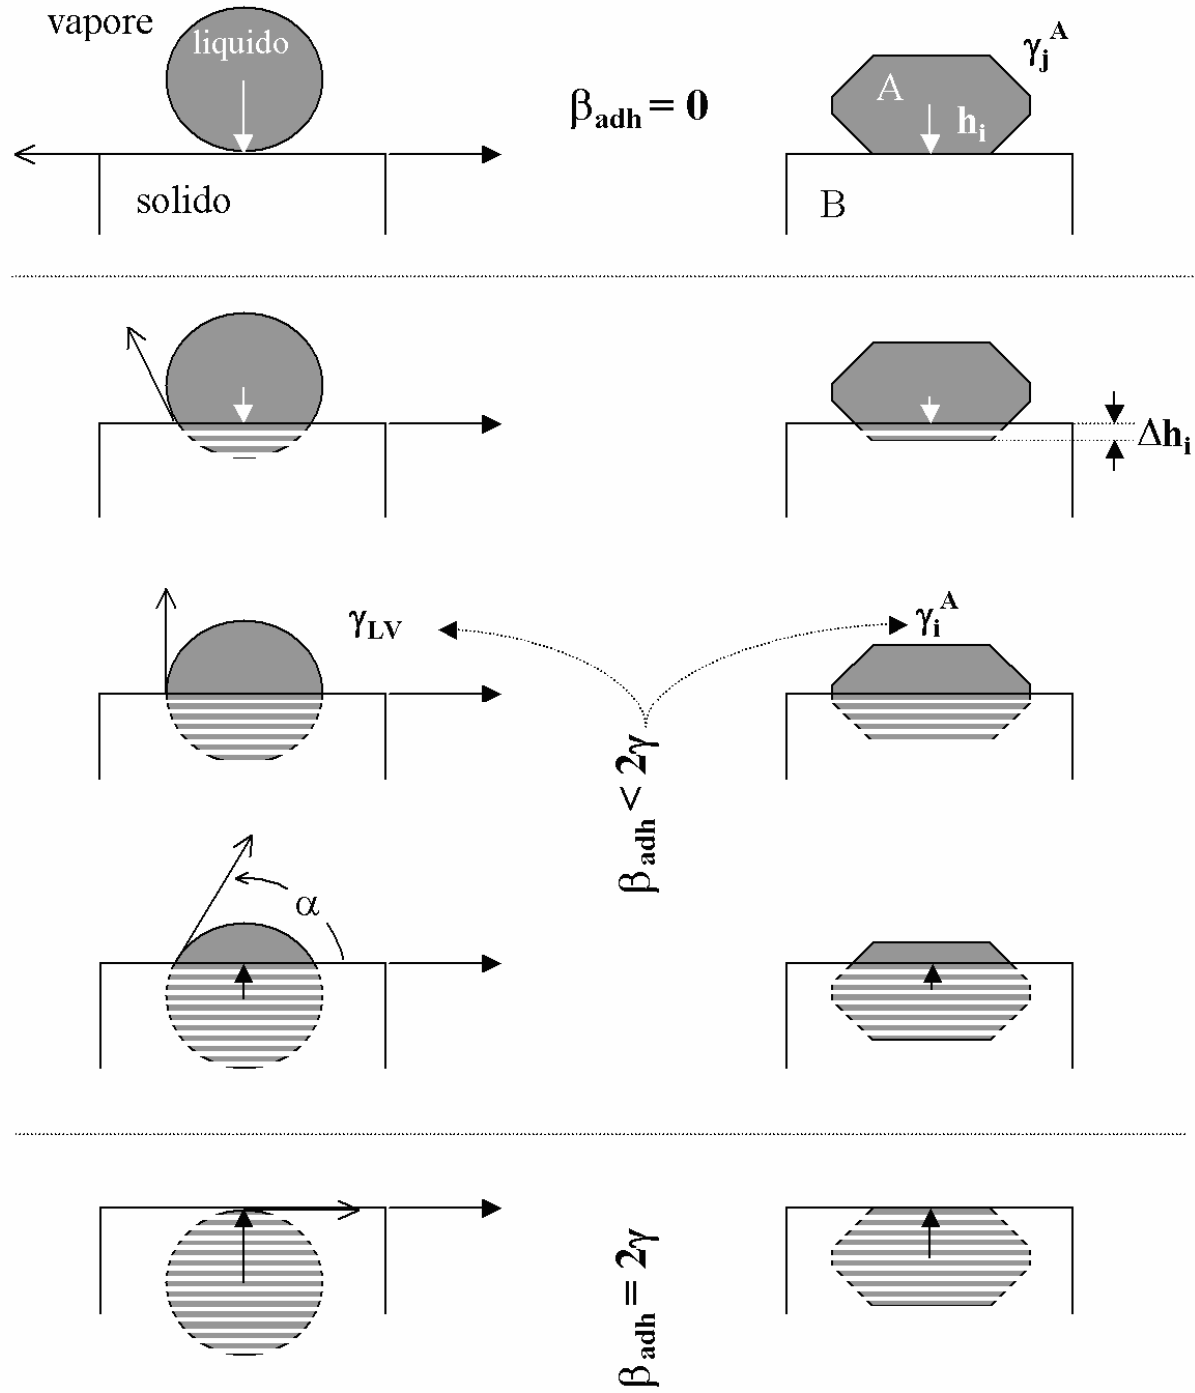 vapore
liquido
solido
β_adh = 0
γ_j^A
A
h_i
B
Δh_i
γ_LV
γ_i^A
β_adh < 2γ
α
β_adh = 2γ